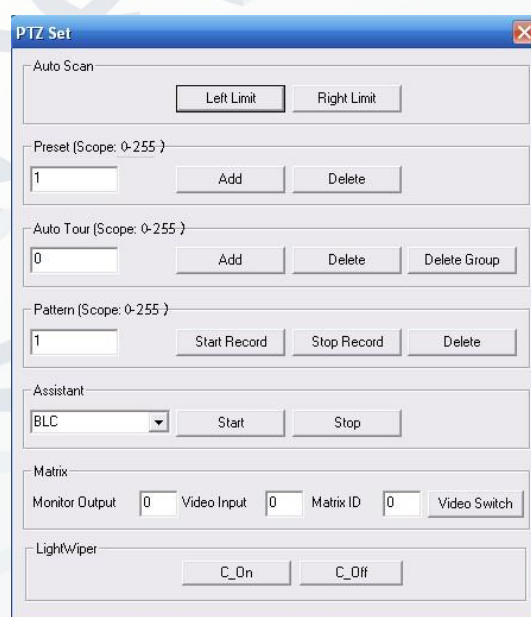 PTZ Set
Auto Scan
Left Limit Right Limit
Preset (Scope: 0-255 )
1 Add Delete
Auto Tour (Scope: 0-255 )
0 Add Delete Delete Group
Pattern (Scope: 0-255 )
1 Start Record Stop Record Delete
Assistant
BLC Start Stop
Matrix
Monitor Output 0 Video Input 0 Matrix ID 0 Video Switch
LightWiper
C_On C_Off